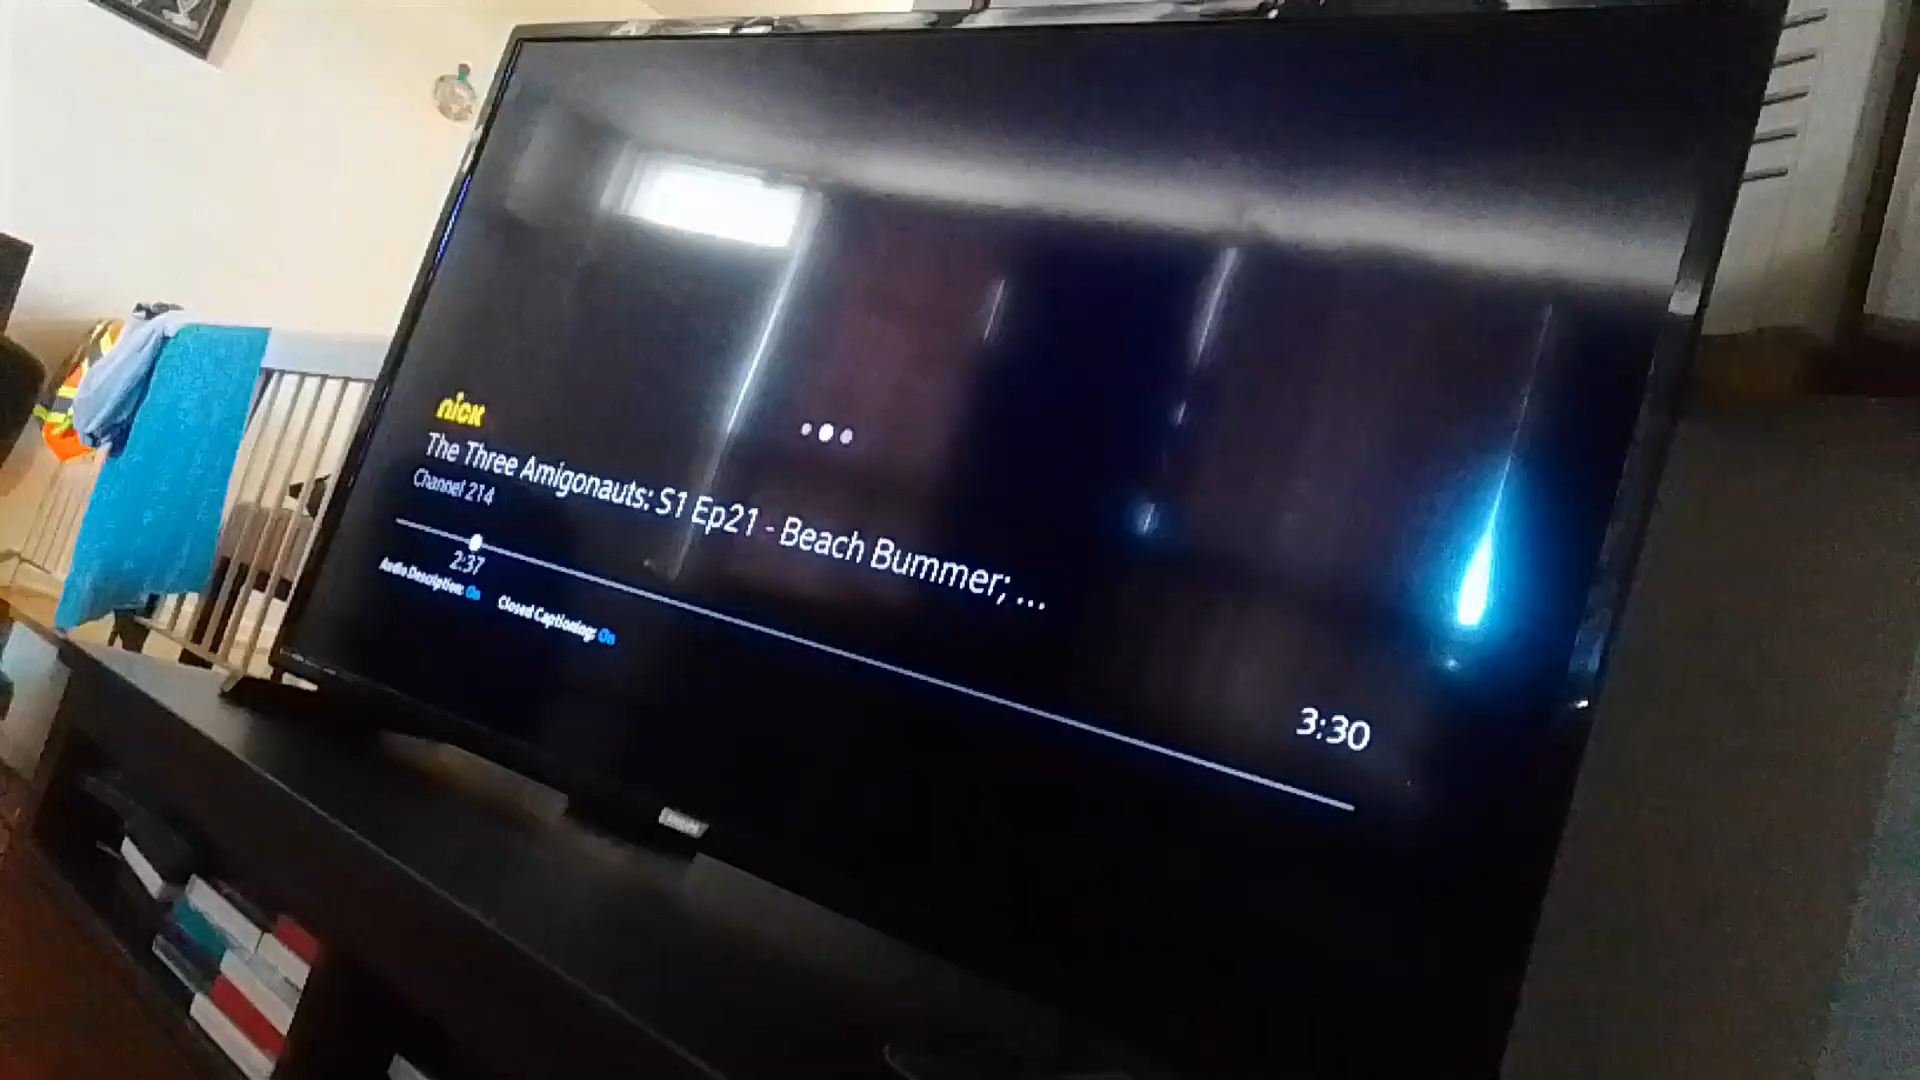 nick
The Three Amigonauts: S1 Ep21 - Beach Bummer; ...
Channel 214
2:37
3:30
Audio Description: On Closed Captioning: On